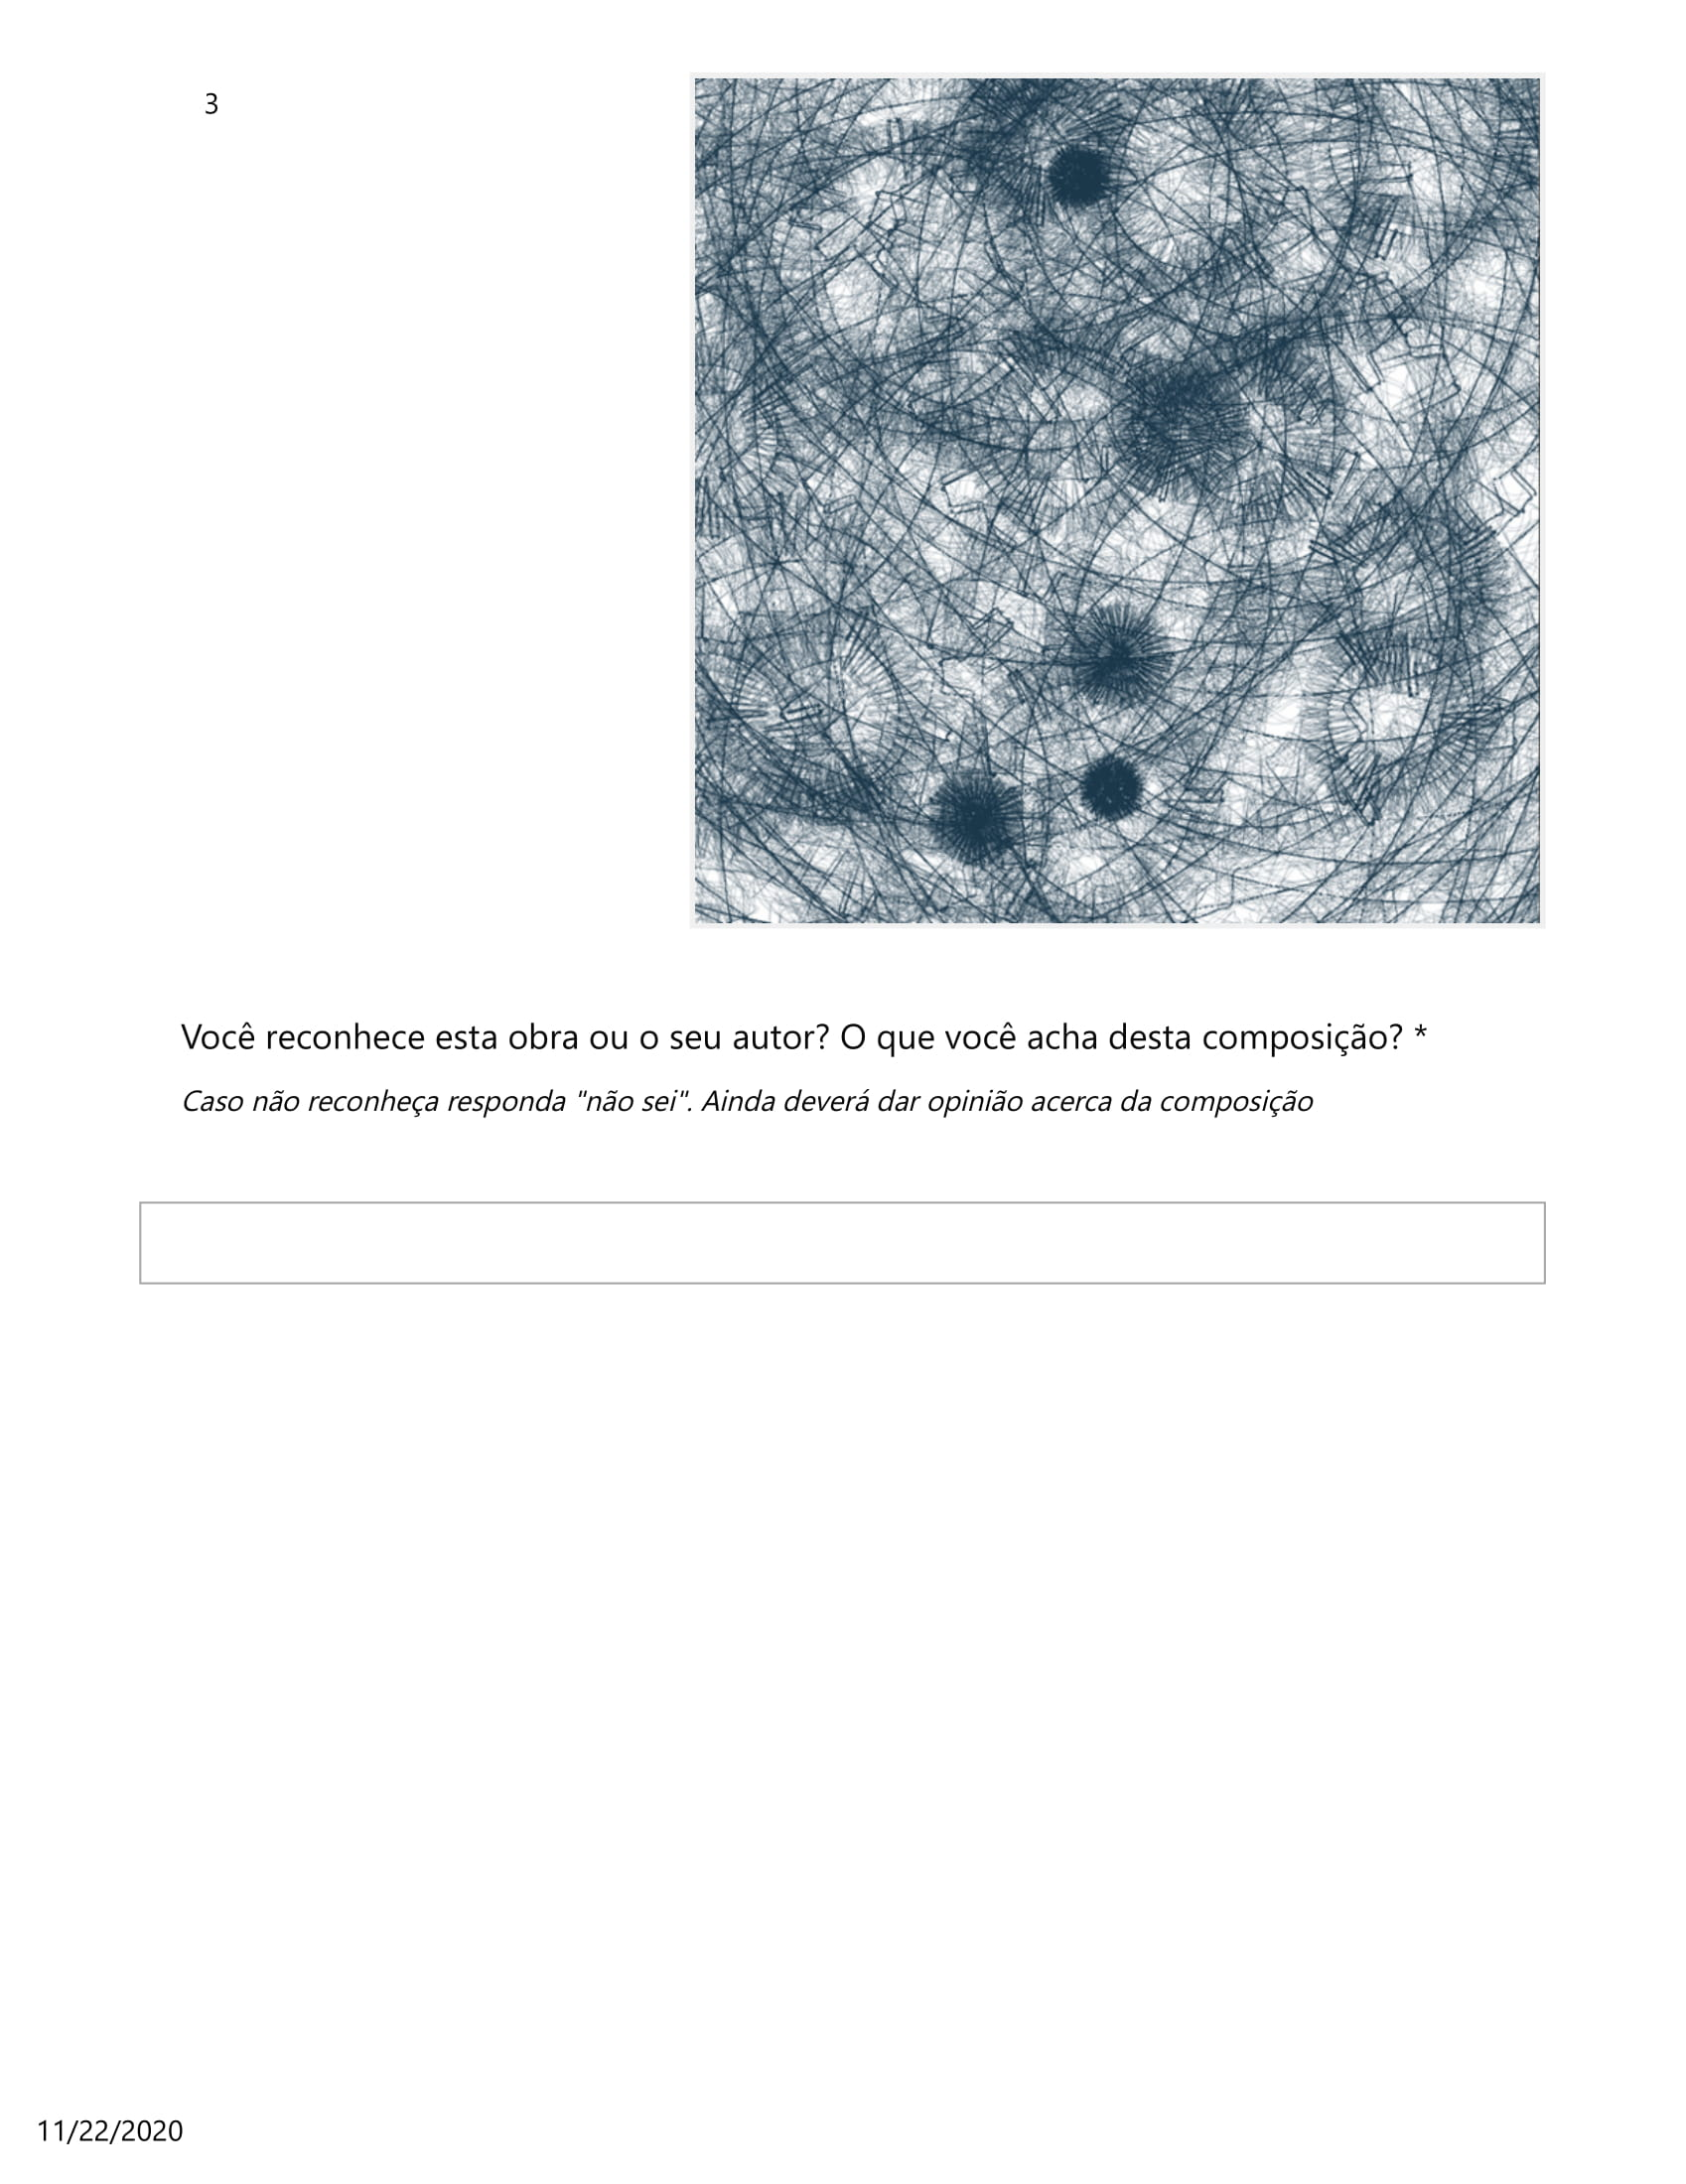 3
Você reconhece esta obra ou o seu autor? O que você acha desta composição? *
Caso não reconheça responda "não sei". Ainda deverá dar opinião acerca da composição
11/22/2020